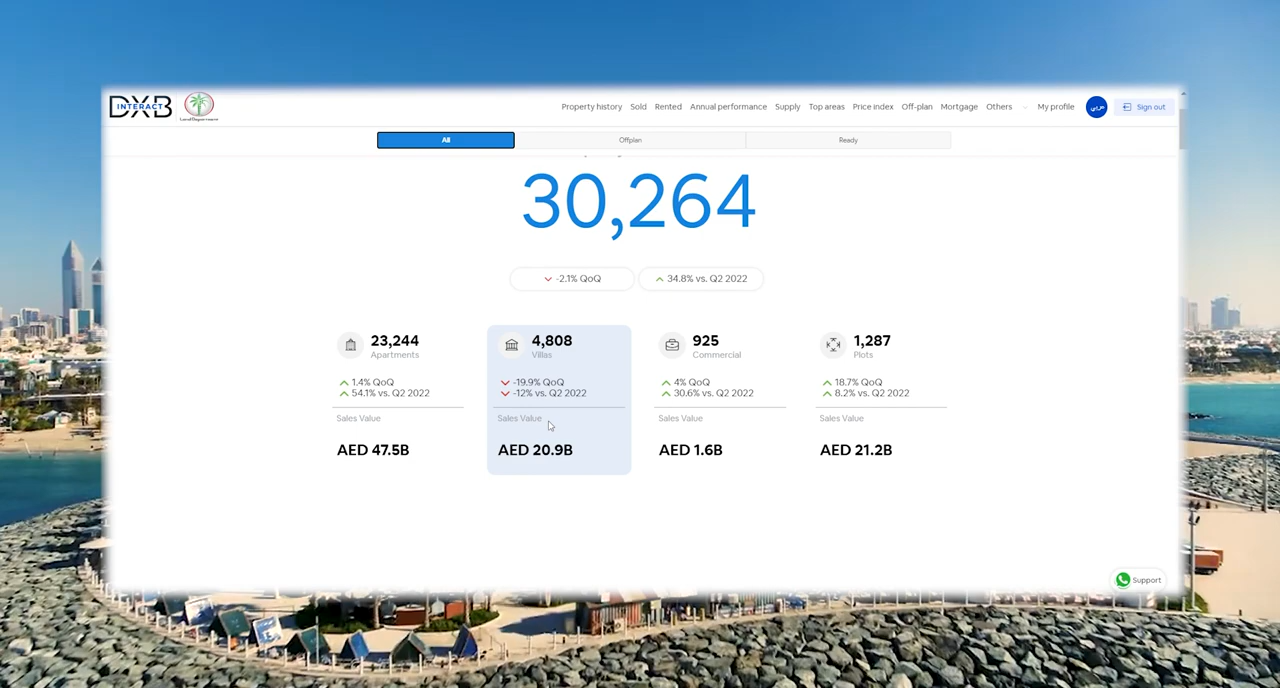 DXB
INTERACT
Land Department
Property history Sold Rented Annual performance Supply Top areas Price index Off-plan Mortgage Others My profile عربي Sign out
All Offplan Ready
30,264
-2.1% QoQ 34.8% vs. Q2 2022
23,244
Apartments
1.4% QoQ
54.1% vs. Q2 2022
Sales Value
AED 47.5B
4,808
Villas
-19.9% QoQ
-12% vs. Q2 2022
Sales Value
AED 20.9B
925
Commercial
4% QoQ
30.6% vs. Q2 2022
Sales Value
AED 1.6B
1,287
Plots
18.7% QoQ
8.2% vs. Q2 2022
Sales Value
AED 21.2B
Support